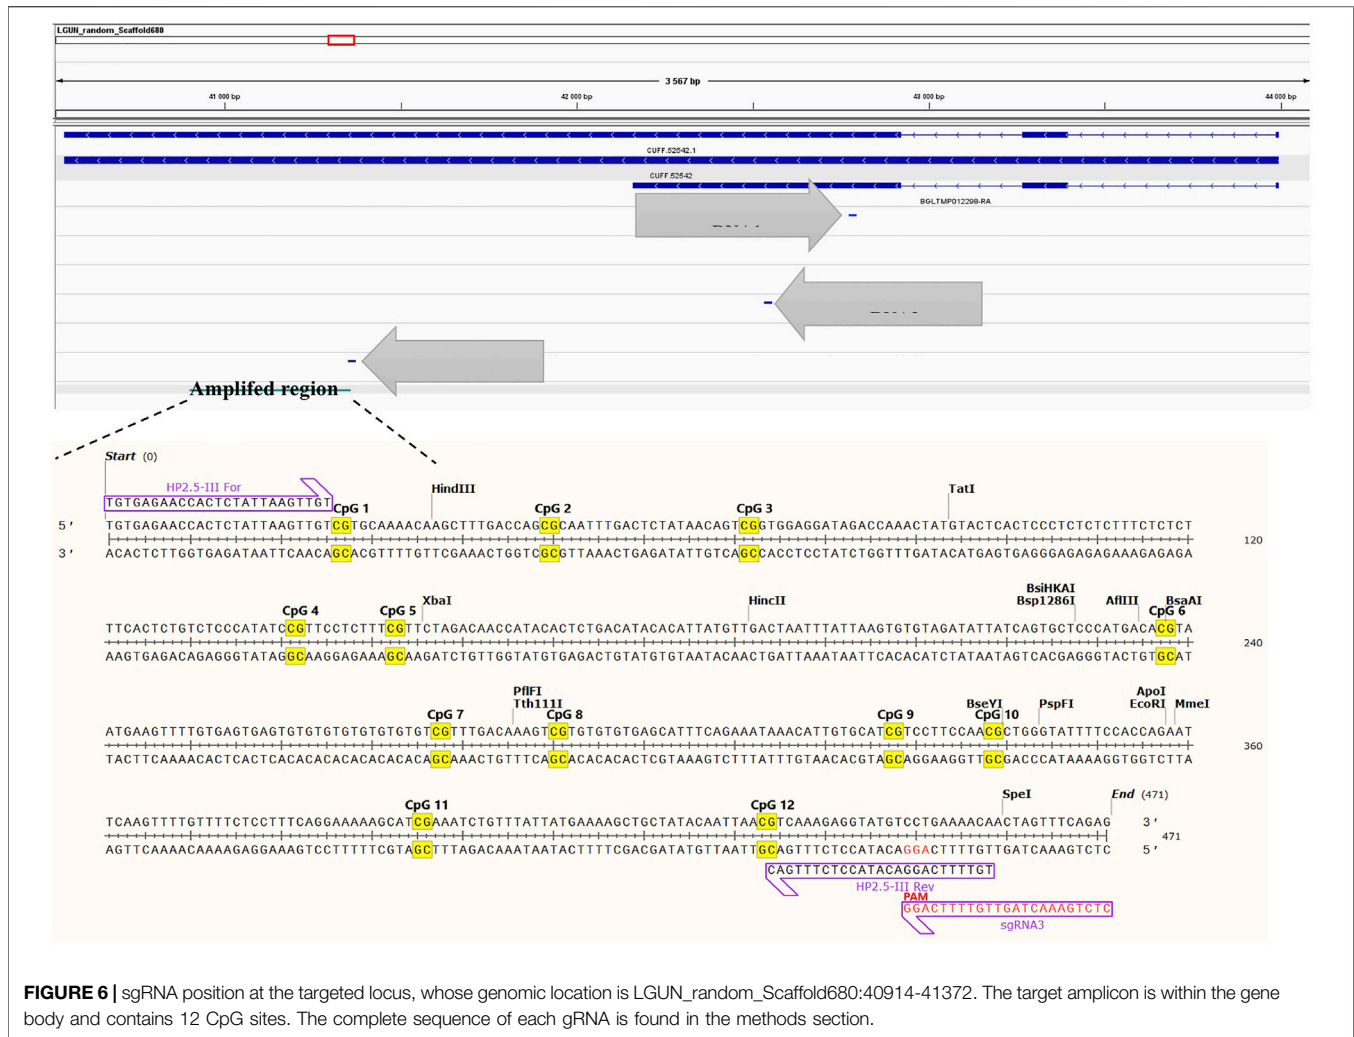 LGUN_random_Scaffold680
3 567 bp
41 000 bp 42 000 bp 43 000 bp 44 000 bp
CUFF.52542.1
CUFF.52542
BGLTMP012298-RA
Amplifed region
Start (0)
HP2.5-III For
TGTGAGAACCACTCTATTAAGTTGT
CpG 1 HindIII CpG 2 CpG 3 TatI
5' TGTGAGAACCACTCTATTAAGTTGTCGTGCAAAACAAGCTTTGACCAGCGCAATTTGACTCTATAACAGTCGGTGGAGGATAGACCAAACTATGTACTCACTCCCTCTCTCTTTCTCTCT
3' ACACTCTTGGTGAGATAATTCAACAGCACGTTTTGTTCGAAACTGGTCGCGTTAAACTGAGATATTGTCAGCCACCTCCTATCTGGTTTGATACATGAGTGAGGGAGAGAGAAAGAGAGA
120
BsiHKAI
CpG 4 CpG 5 XbaI HincII Bsp1286I AflIII BsaAI
CpG 6
TTCACTCTGTCTCCCATATCCGTTCCTCTTTCGTTCTAGACAACCATACACTCTGACATACACATTATGTTGACTAATTTATTAAGTGTGTAGATATTATCAGTGCTCCCATGACACGTA
AAGTGAGACAGAGGGTATAGGCAAGGAGAAAGCAAGATCTGTTGGTATGTGAGACTGTATGTGTAATACAACTGATTAAATAATTCACACATCTATAATAGTCACGAGGGTACTGTGCAT
240
PflFI ApoI
Tth111I BseYI PspFI EcoRI MmeI
CpG 7 CpG 8 CpG 9 CpG 10
ATGAAGTTTTGTGAGTGAGTGTGTGTGTGTGTGTGTCGTTTGACAAAGTCGTGTGTGTGAGCATTTCAGAAATAAACATTGTGCATCGTCCTTCCAACGCTGGGTATTTTCCACCAGAAT
TACTTCAAAACACTCACTCACACACACACACACACAGCAAACTGTTTCAGCACACACACTCGTAAAGTCTTTATTTGTAACACGTAGCAGGAAGGTTGCGACCCATAAAAGGTGGTCTTA
360
CpG 11 CpG 12 SpeI End (471)
TCAAGTTTTGTTTTCTCCTTTCAGGAAAAAGCATCGAAATCTGTTTATTATGAAAAGCTGCTATACAATTAACGTCAAAGAGGTATGTCCTGAAAACAACTAGTTTCAGAG 3'
AGTTCAAAACAAAAGAGGAAAGTCCTTTTTCGTAGCTTTAGACAAATAATACTTTTCGACGATATGTTAATTGCAGTTTCTCCATACAGGACTTTTGTTGATCAAAGTCTC 5'
471
CAGTTTCTCCATACAGGACTTTTGT
HP2.5-III Rev
PAM
GGACTTTTGTTGATCAAAGTCTC
sgRNA3
FIGURE 6 | sgRNA position at the targeted locus, whose genomic location is LGUN_random_Scaffold680:40914-41372. The target amplicon is within the gene
body and contains 12 CpG sites. The complete sequence of each gRNA is found in the methods section.